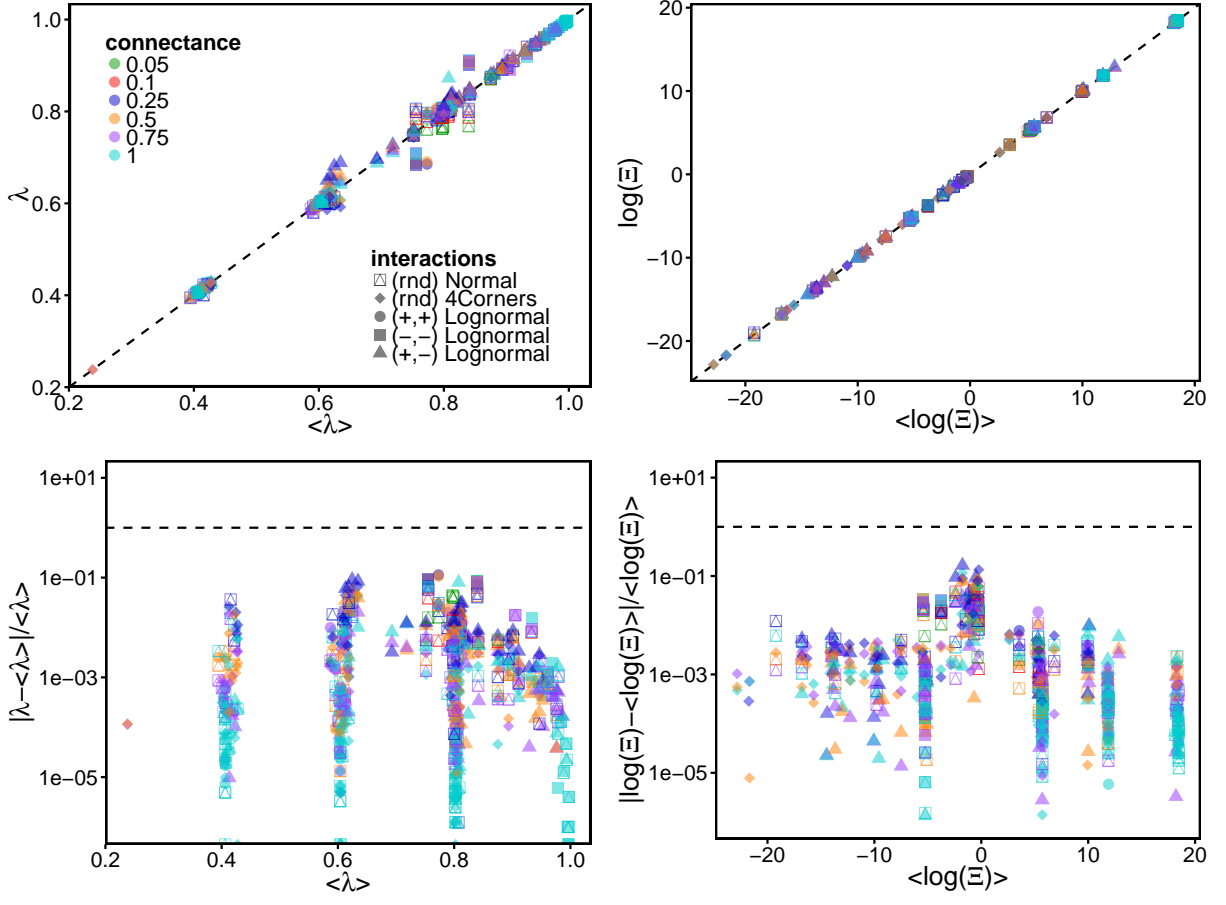 connectance
0.05
0.1
0.25
0.5
0.75
1
interactions
(rnd) Normal
(rnd) 4Corners
(+,+) Lognormal
(−,−) Lognormal
(+,−) Lognormal
1.0
0.8
0.6
0.4
0.2
λ
0.2 0.4 0.6 0.8 1.0
<λ>
20
10
0
−10
−20
log(Ξ)
−20 −10 0 10 20
<log(Ξ)>
1e+01
1e−01
1e−03
1e−05
|λ−<λ>|/<λ>
0.2 0.4 0.6 0.8 1.0
<λ>
1e+01
1e−01
1e−03
1e−05
|log(Ξ)−<log(Ξ)>|/<log(Ξ)>
−20 −10 0 10 20
<log(Ξ)>